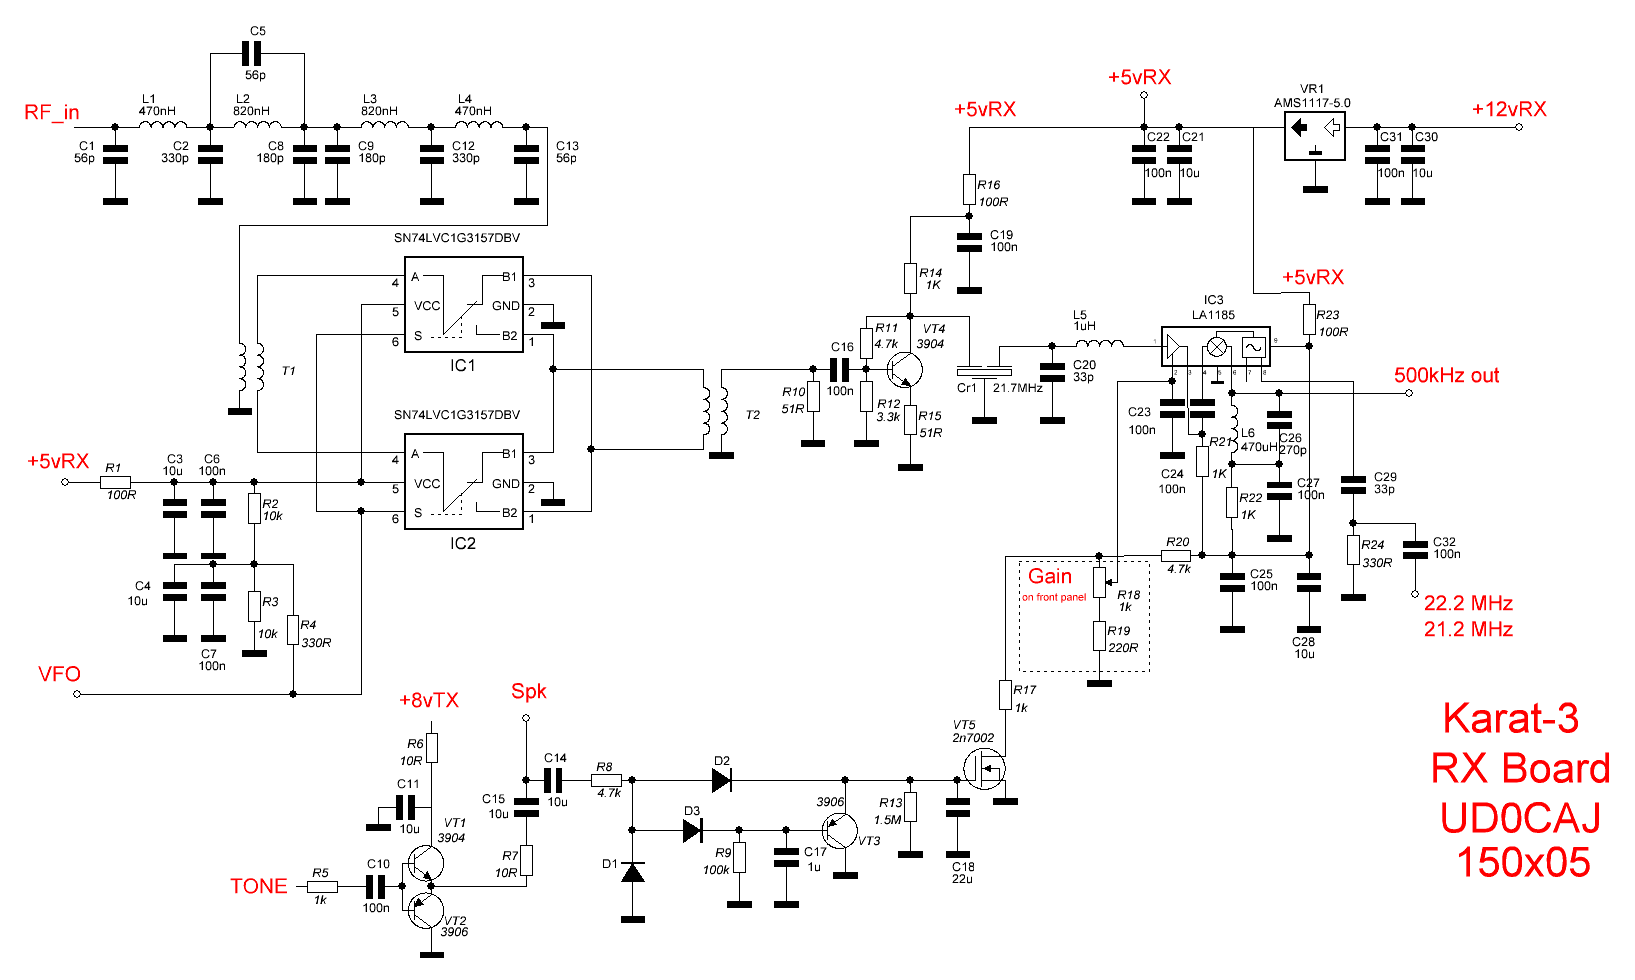 C5
56p
RF_in
L1
470nH
L2
820nH
L3
820nH
L4
470nH
C1
56p
C2
330p
C8
180p
C9
180p
C12
330p
C13
56p
+5vRX
+5vRX
VR1
AMS1117-5.0
+12vRX
C22
100n
C21
10u
C31
100n
C30
10u
R16
100R
C19
100n
R14
1K
SN74LVC1G3157DBV
4
A
B1
3
5
VCC
GND
2
6
S
B2
1
IC1
T1
SN74LVC1G3157DBV
4
A
B1
3
5
VCC
GND
2
6
S
B2
1
IC2
T2
R10
51R
C16
100n
R11
4.7k
R12
3.3k
VT4
3904
R15
51R
Cr1
21.7MHz
C20
33p
L5
1uH
+5vRX
IC3
LA1185
1
2
3
4
5
6
7
8
9
R23
100R
500kHz out
C23
100n
C24
100n
R21
1K
L6
470uH
C26
270p
C27
100n
R22
1K
C29
33p
R24
330R
C32
100n
22.2 MHz
21.2 MHz
R20
4.7k
C25
100n
C28
10u
Gain
on front panel
R18
1k
R19
220R
R17
1k
+5vRX
R1
100R
C3
10u
C6
100n
R2
10k
C4
10u
C7
100n
R3
10k
R4
330R
VFO
+8vTX
R6
10R
C11
10u
VT1
3904
TONE
R5
1k
C10
100n
VT2
3906
Spk
C14
10u
C15
10u
R7
10R
R8
4.7k
D2
D3
D1
R9
100k
C17
1u
3906
VT3
R13
1.5M
C18
22u
VT5
2n7002
Karat-3
RX Board
UD0CAJ
150x05